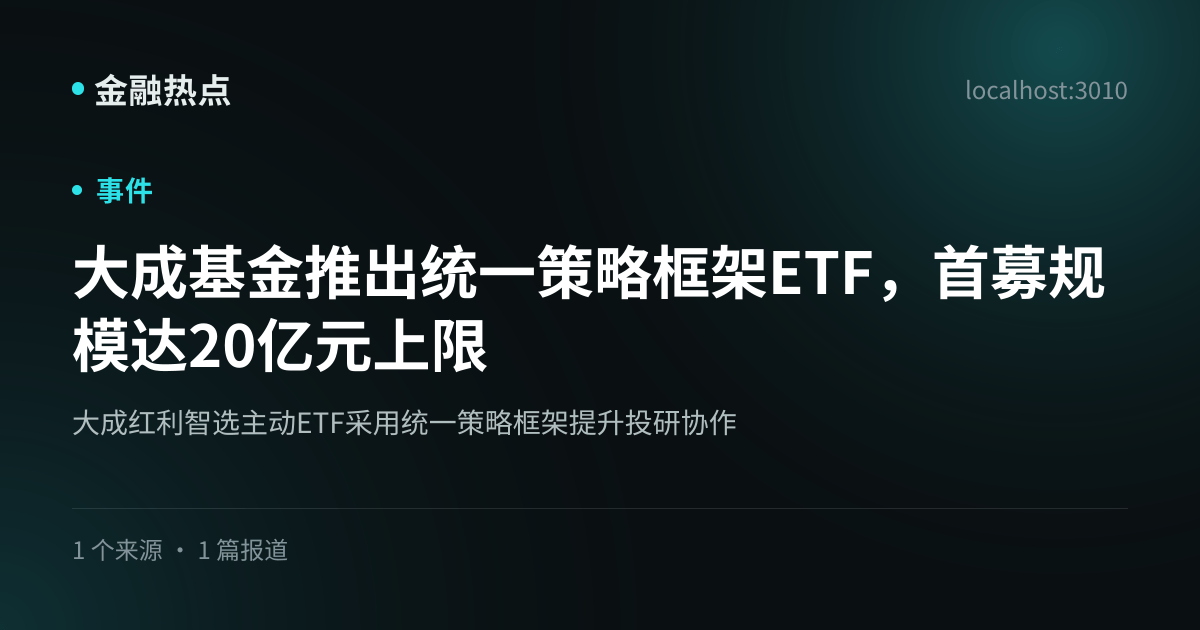 金融热点
localhost:3010
事件
大成基金推出统一策略框架ETF，首募规
模达20亿元上限
大成红利智选主动ETF采用统一策略框架提升投研协作
1 个来源 · 1 篇报道